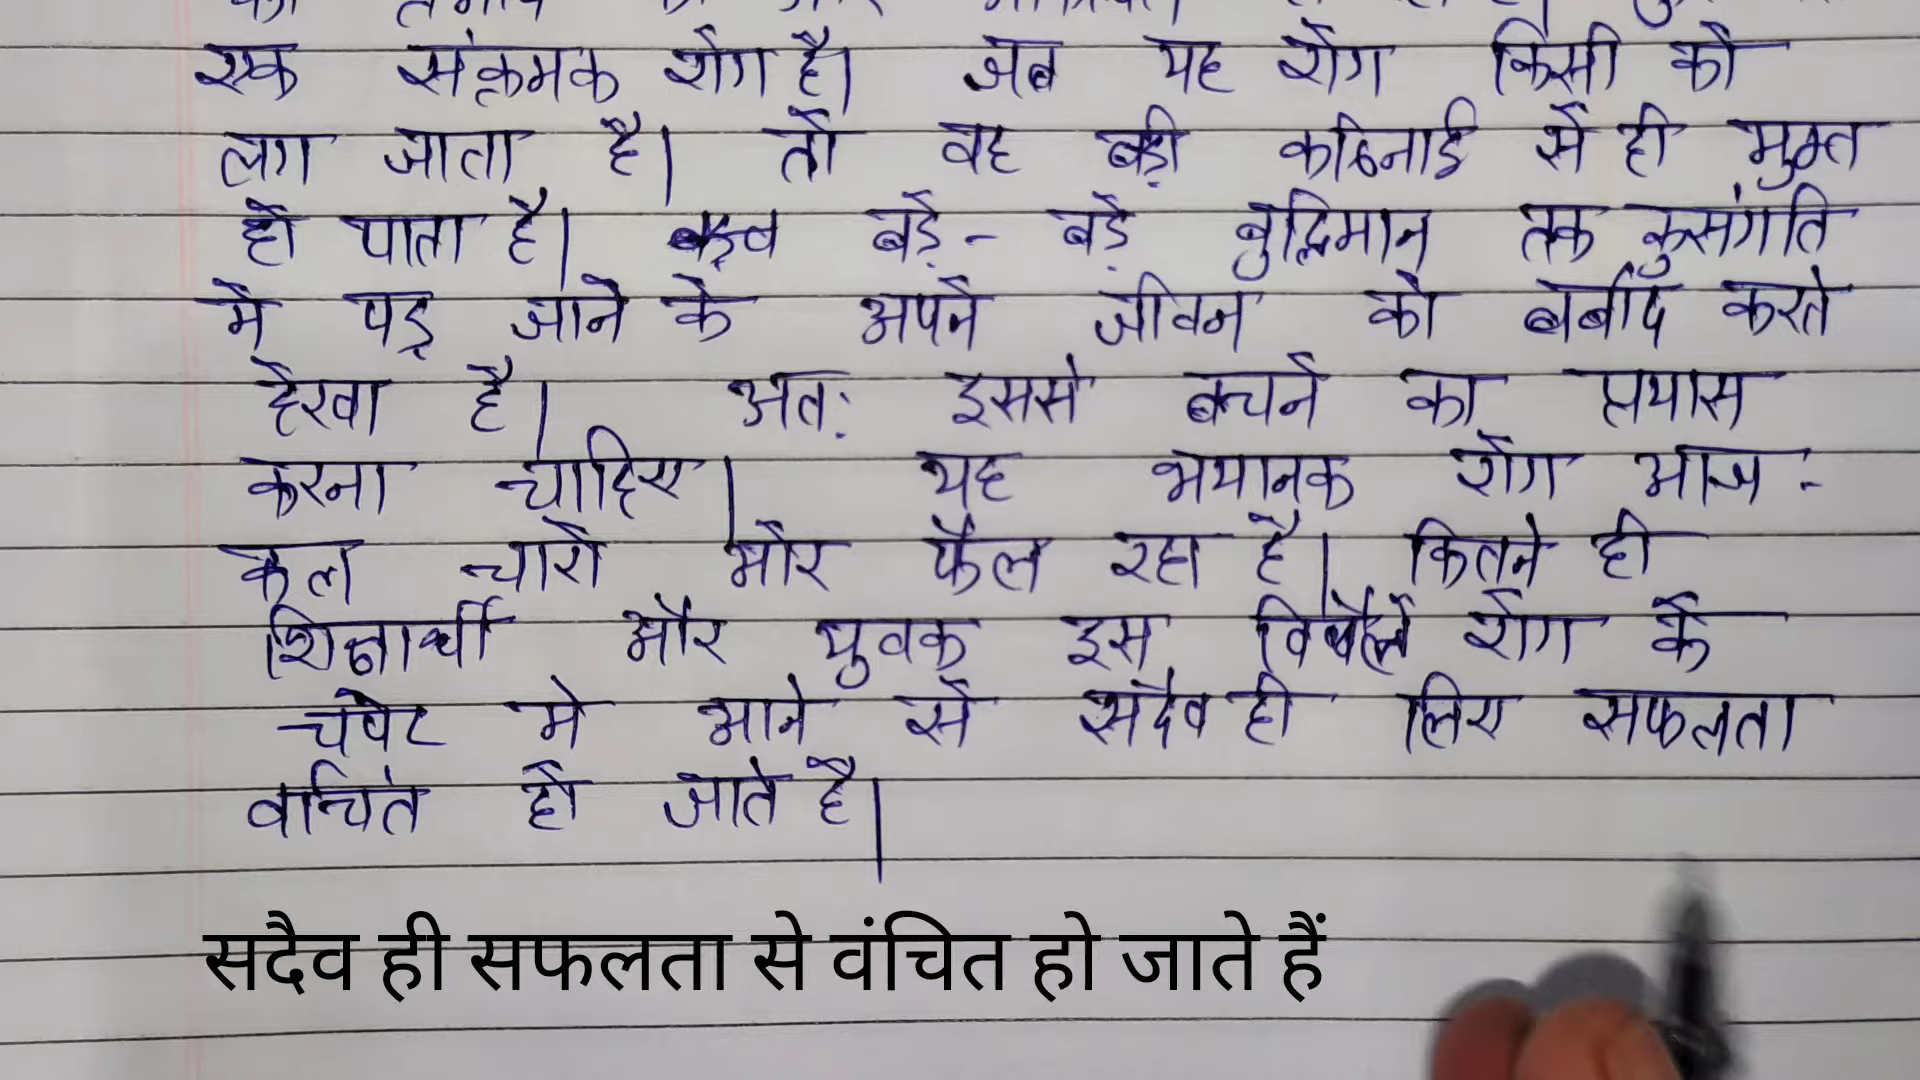 एक संक्रमक रोग है। जब यह रोग किसी को
लग जाता है। तो वह बड़ी कठिनाई से ही मुक्त
हो पाता है। बड़े - बड़े बुद्धिमान तक कुसंगति
मे पड़ जाने के अपने जीवन को बर्बाद करते
देखा है। अत: इससे बचने का प्रयास
करना चाहिए। यह भयानक रोग आज -
कल चारो ओर फैल रहा है। कितने ही
शिक्षार्थी और युवक इस विषैले रोग के
चपेट मे आने से सदैव ही लिए सफलता
वंचित हो जाते है।
सदैव ही सफलता से वंचित हो जाते हैं